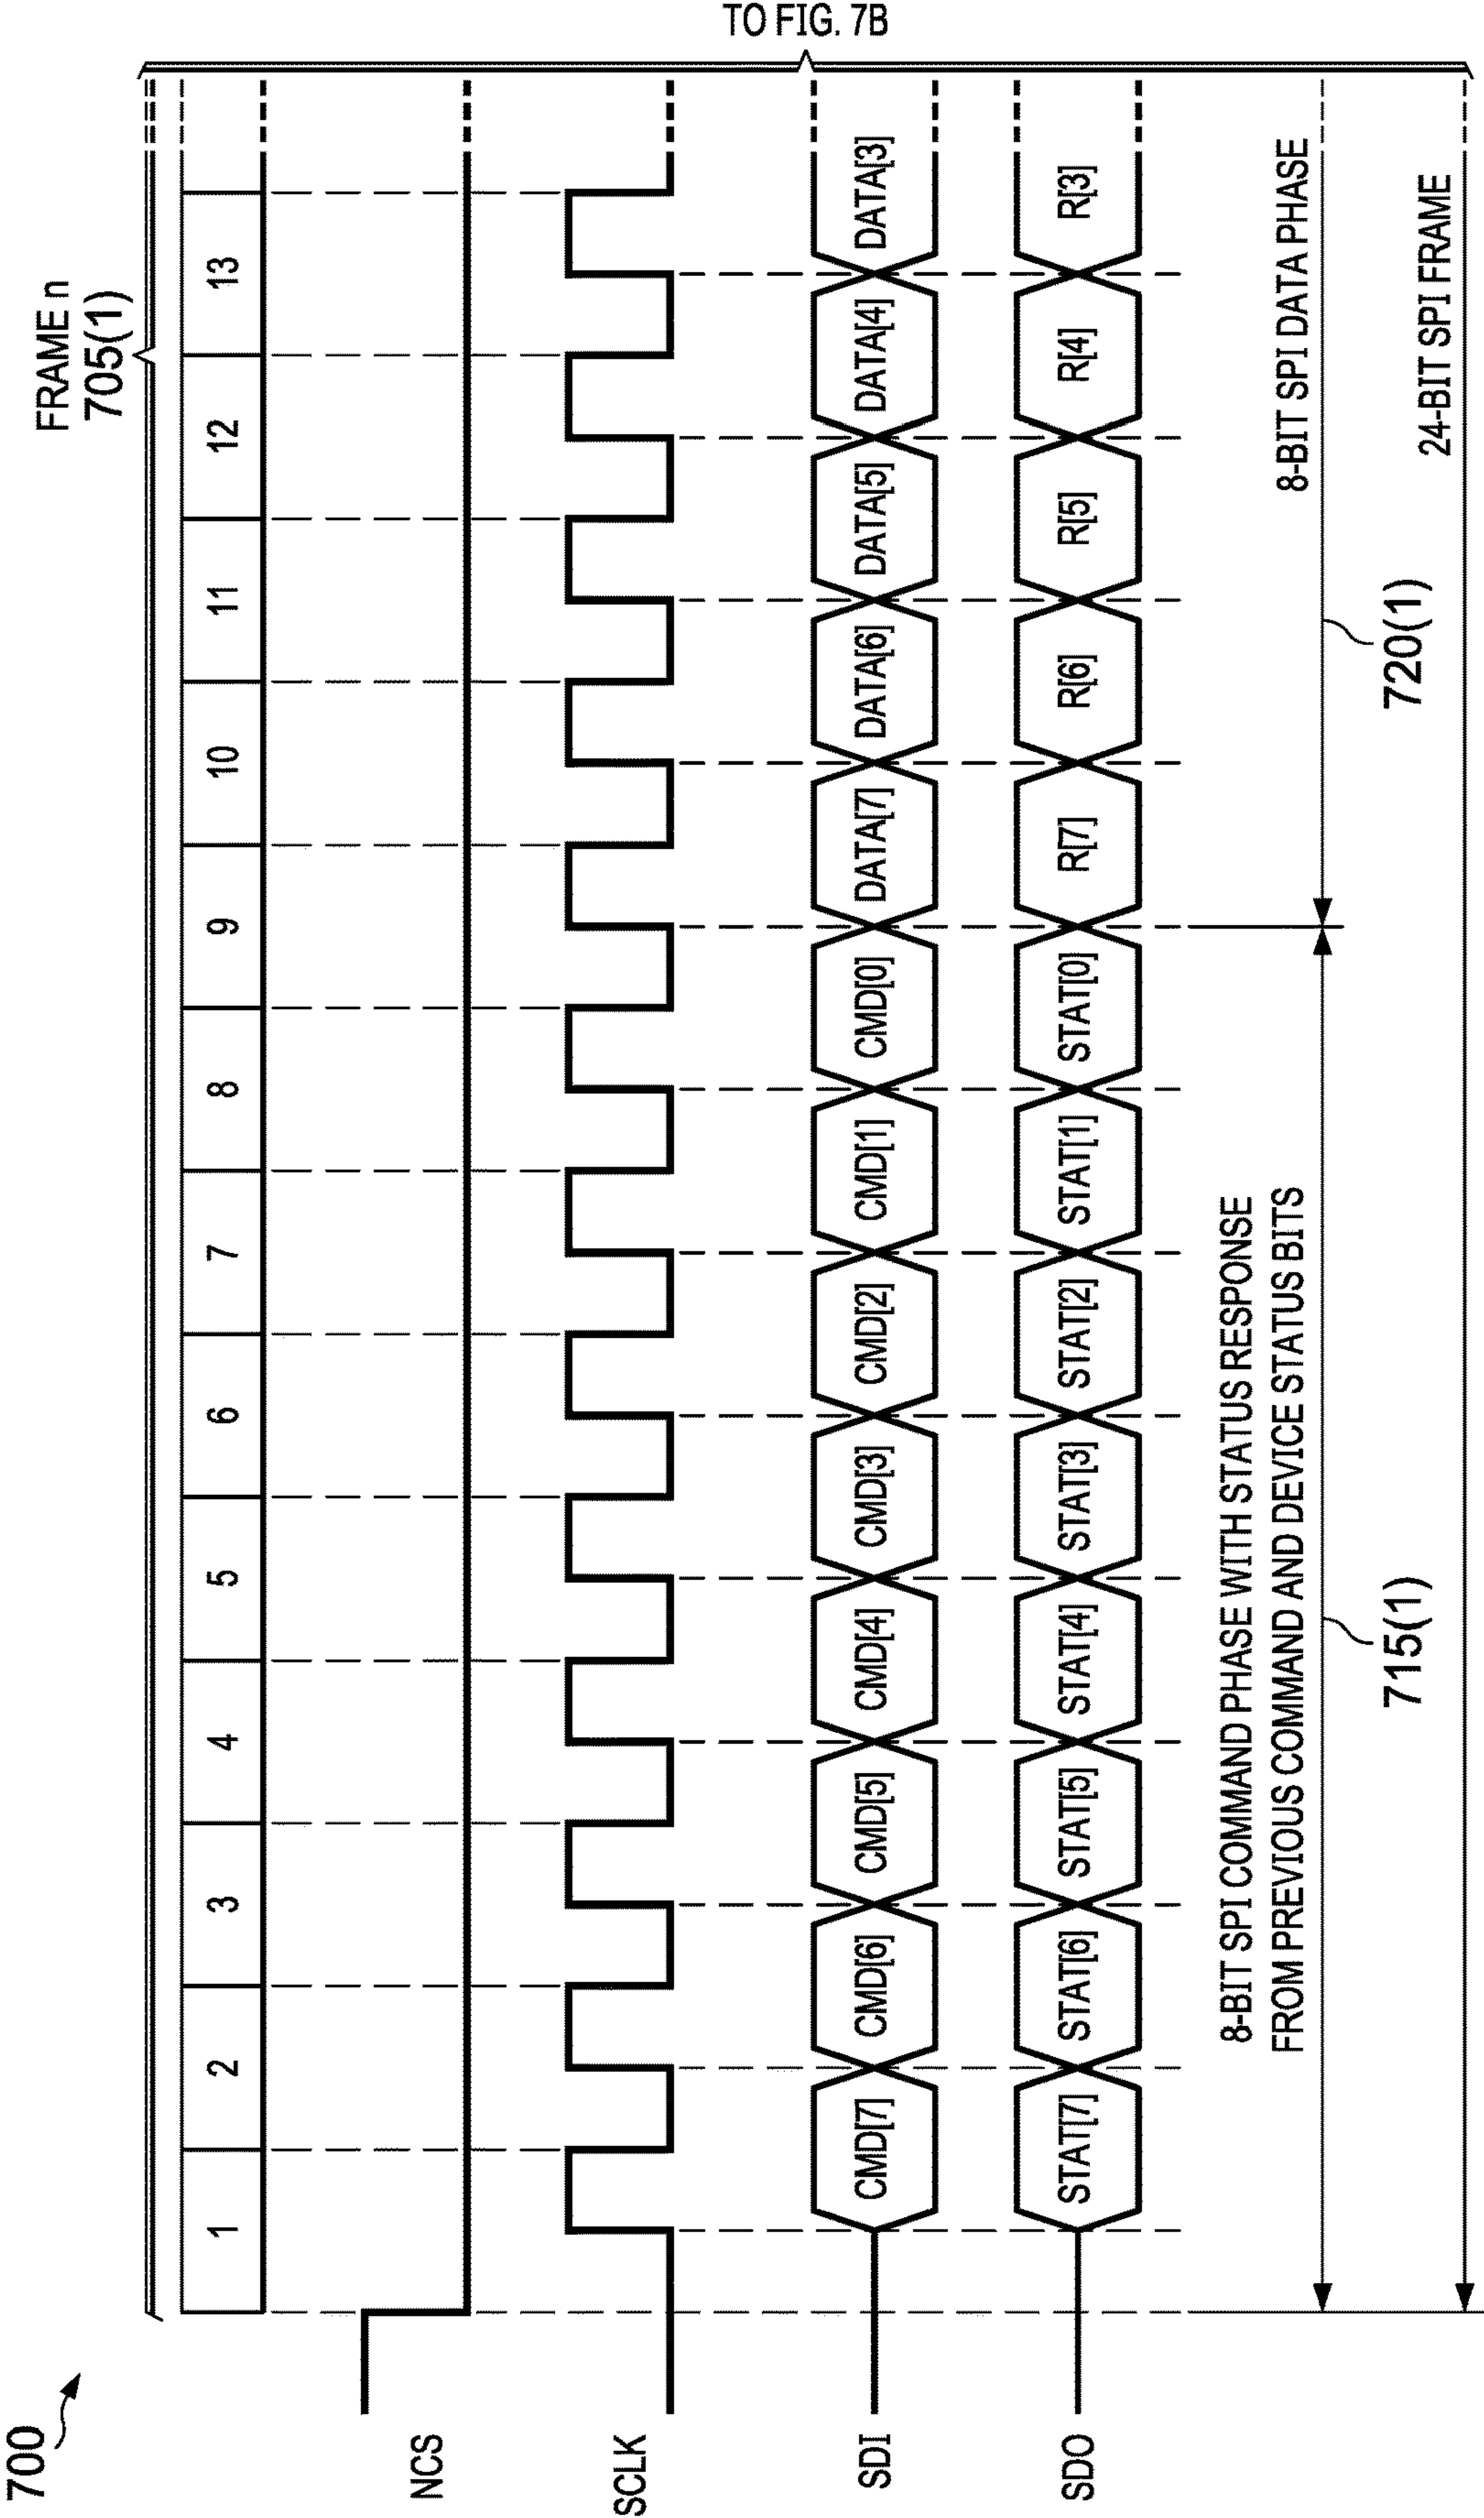 700
FRAME n
705(1)
1 2 3 4 5 6 7 8 9 10 11 12 13
NCS
SCLK
SDI CMD[7] CMD[6] CMD[5] CMD[4] CMD[3] CMD[2] CMD[1] CMD[0] DATA[7] DATA[6] DATA[5] DATA[4] DATA[3]
SDO STAT[7] STAT[6] STAT[5] STAT[4] STAT[3] STAT[2] STAT[1] STAT[0] R[7] R[6] R[5] R[4] R[3]
8-BIT SPI COMMAND PHASE WITH STATUS RESPONSE
FROM PREVIOUS COMMAND AND DEVICE STATUS BITS
715(1)
8-BIT SPI DATA PHASE
720(1)
24-BIT SPI FRAME
TO FIG. 7B